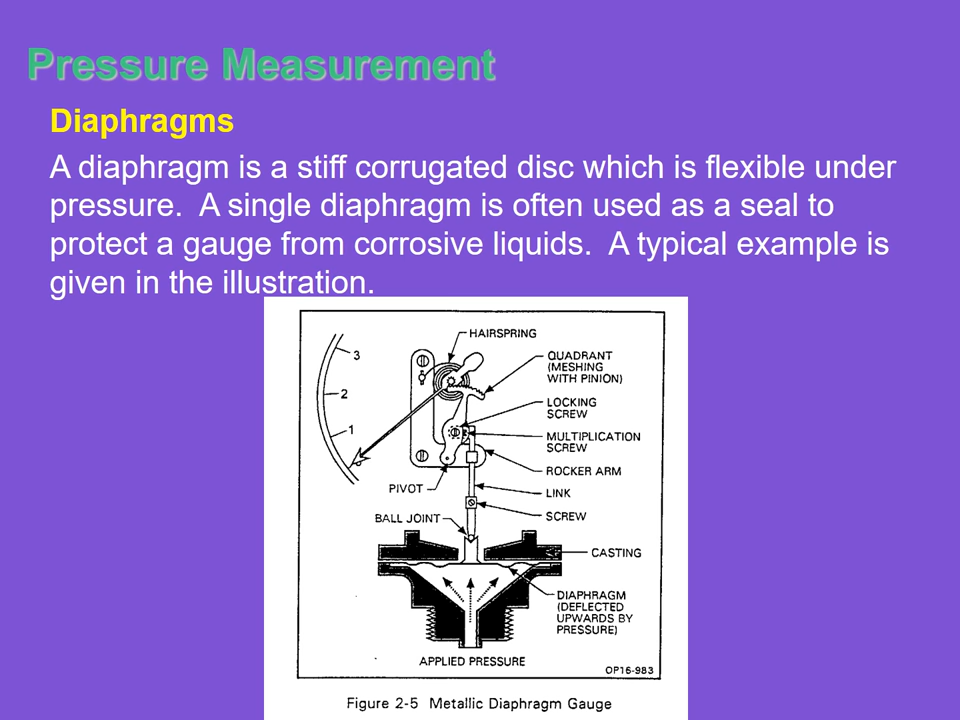 Pressure Measurement
Diaphragms
A diaphragm is a stiff corrugated disc which is flexible under
pressure.  A single diaphragm is often used as a seal to
protect a gauge from corrosive liquids.  A typical example is
given in the illustration.
HAIRSPRING
3
QUADRANT
(MESHING
WITH PINION)
2
LOCKING
SCREW
1
MULTIPLICATION
SCREW
ROCKER ARM
PIVOT
LINK
BALL JOINT
SCREW
CASTING
DIAPHRAGM
(DEFLECTED
UPWARDS BY
PRESSURE)
APPLIED PRESSURE
OP16-983
Figure 2-5 Metallic Diaphragm Gauge